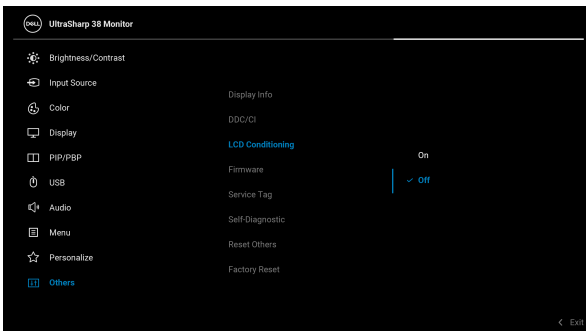 DELL UltraSharp 38 Monitor
Brightness/Contrast
Input Source
Color
Display
PIP/PBP
USB
Audio
Menu
Personalize
Others
Display Info
DDC/CI
LCD Conditioning
Firmware
Service Tag
Self-Diagnostic
Reset Others
Factory Reset
On
Off
Exit